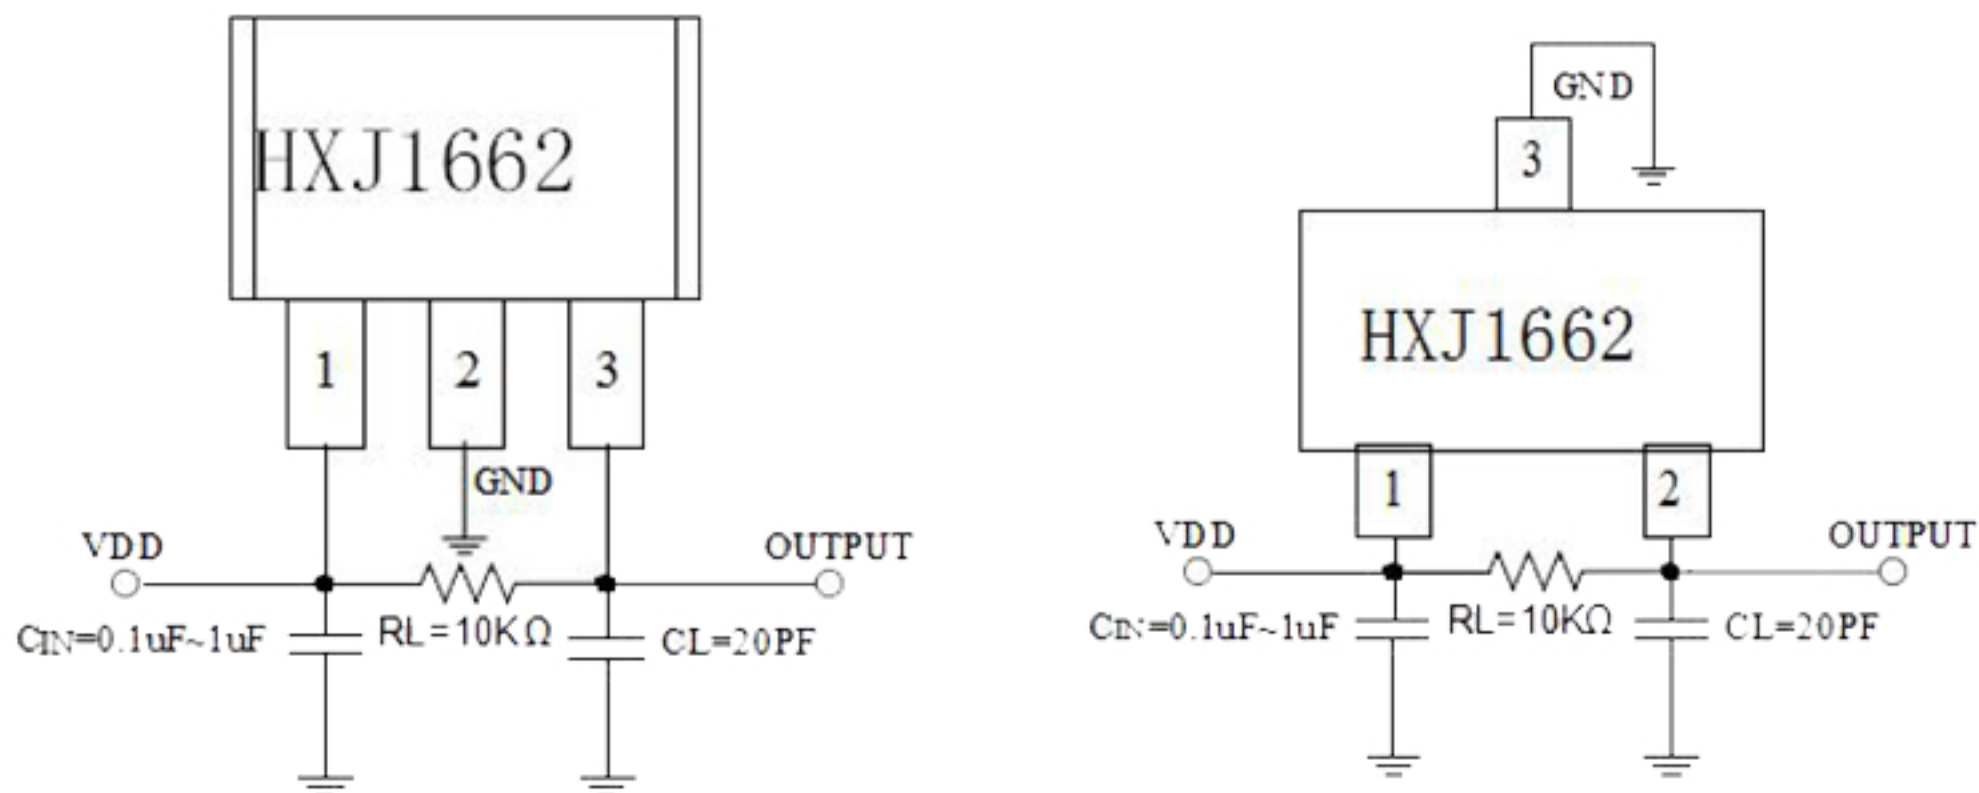 HXJ1662
1
2
3
GND
VDD
OUTPUT
CIN=0.1uF~1uF
RL=10KΩ
CL=20PF
GND
3
HXJ1662
1
2
VDD
OUTPUT
CIN=0.1uF~1uF
RL=10KΩ
CL=20PF